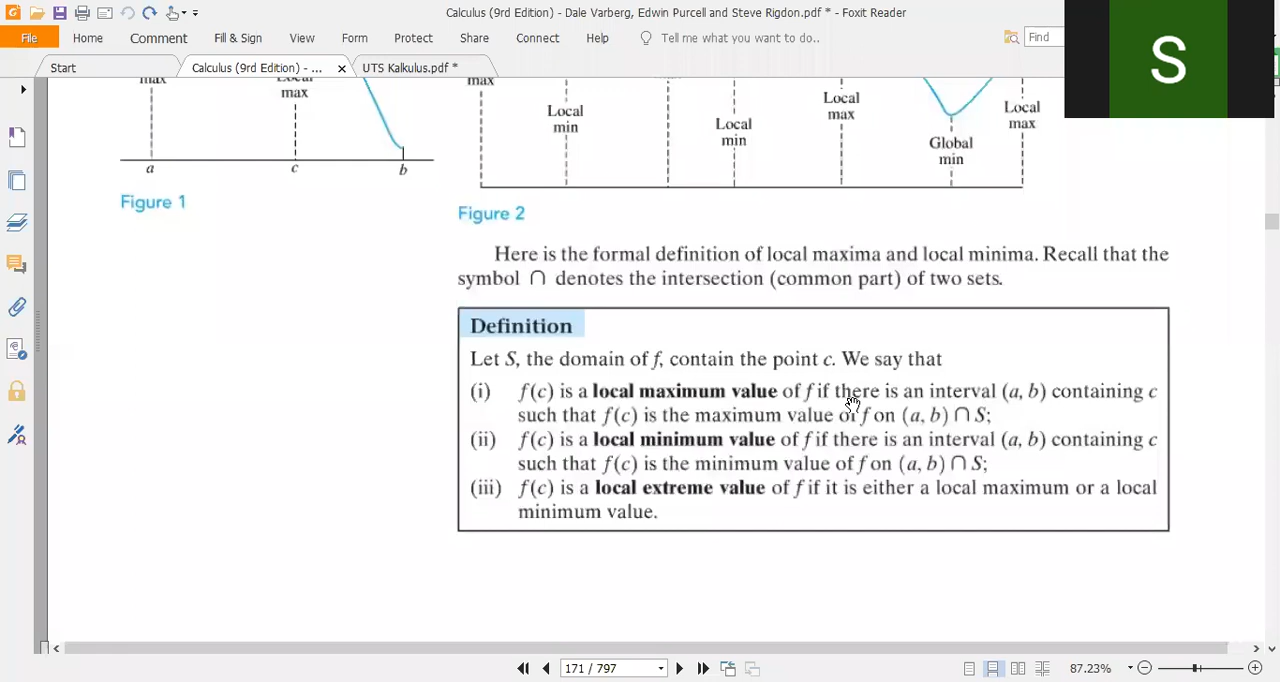 Calculus (9rd Edition) - Dale Varberg, Edwin Purcell and Steve Rigdon.pdf * - Foxit Reader
File Home Comment Fill & Sign View Form Protect Share Connect Help Tell me what you want to do.. Find
Start Calculus (9rd Edition) - ... UTS Kalkulus.pdf *
S
max
Local
max
a c b
Figure 1
max
Local
min
Local
min
Local
max
Global
min
Local
max
Figure 2
Here is the formal definition of local maxima and local minima. Recall that the
symbol ∩ denotes the intersection (common part) of two sets.
Definition
Let S, the domain of f, contain the point c. We say that
(i) f(c) is a local maximum value of f if there is an interval (a, b) containing c
such that f(c) is the maximum value of f on (a, b) ∩ S;
(ii) f(c) is a local minimum value of f if there is an interval (a, b) containing c
such that f(c) is the minimum value of f on (a, b) ∩ S;
(iii) f(c) is a local extreme value of f if it is either a local maximum or a local
minimum value.
171 / 797
87.23%